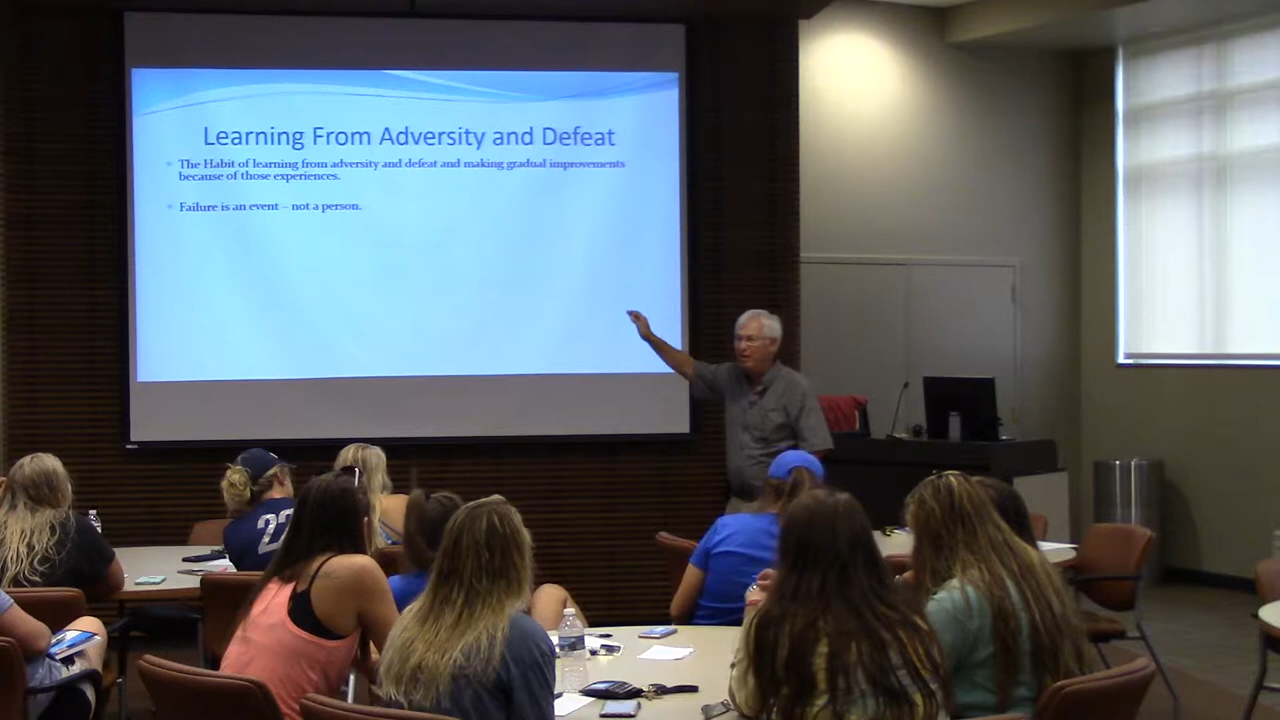 Learning From Adversity and Defeat
The Habit of learning from adversity and defeat and making gradual improvements
because of those experiences.
Failure is an event – not a person.
22